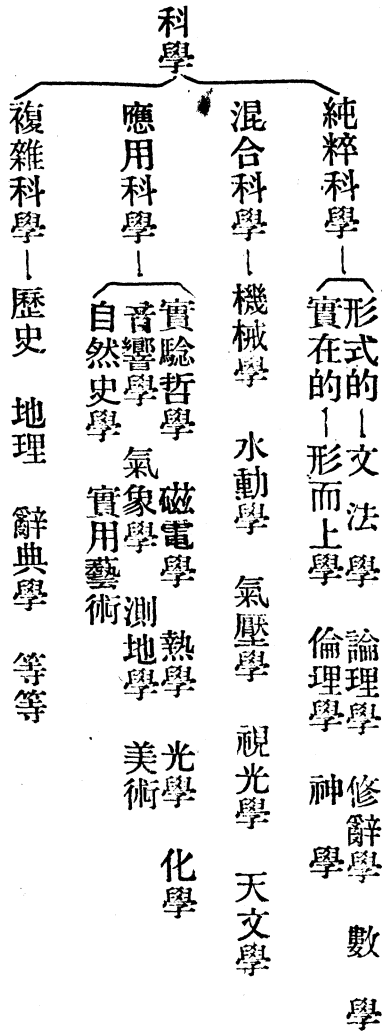 科學
純粹科學
形式的 文法學 論理學 修辭學 數學
實在的 形而上學 倫理學 神學
混合科學
機械學 水動學 氣壓學 視光學 天文學
應用科學
實驗哲學 磁電學 熱學 光學 化學
音響學 氣象學 測地學 美術
自然史學 實用藝術
複雜科學
歷史 地理 辭典學 等等